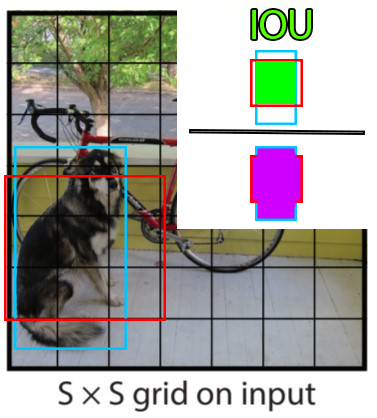 IOU
S × S grid on input